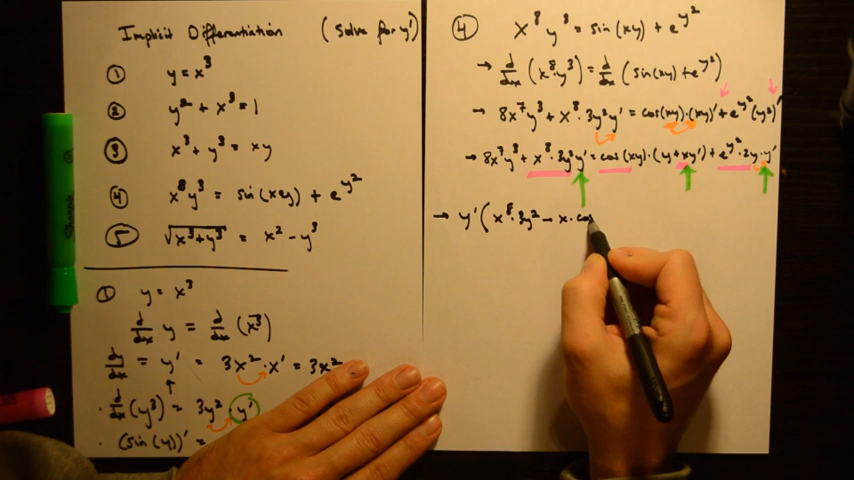 Implicit Differentiation (Solve for y')
① y = x³
② y² + x³ = 1
③ x³ + y³ = xy
④ x⁸y³ = sin(xy) + e^y²
⑤ √(x³+y³) = x² - y³
① y = x³
d/dx y = d/dx (x³)
d/dx = y' = 3x² · x' = 3x²
· d/dx (y³) = 3y² · y'
· (sin(y))' =
④ x⁸y³ = sin(xy) + e^y²
→ d/dx (x⁸·y³) = d/dx (sin(xy) + e^y²)
→ 8x⁷y³ + x⁸·3y²y' = cos(xy)·(xy)' + e^y² (y²)'
→ 8x⁷y³ + x⁸·3y²y' = cos(xy)·(y + xy') + e^y²·2y·y'
→ y'(x⁸·3y² - x·cos